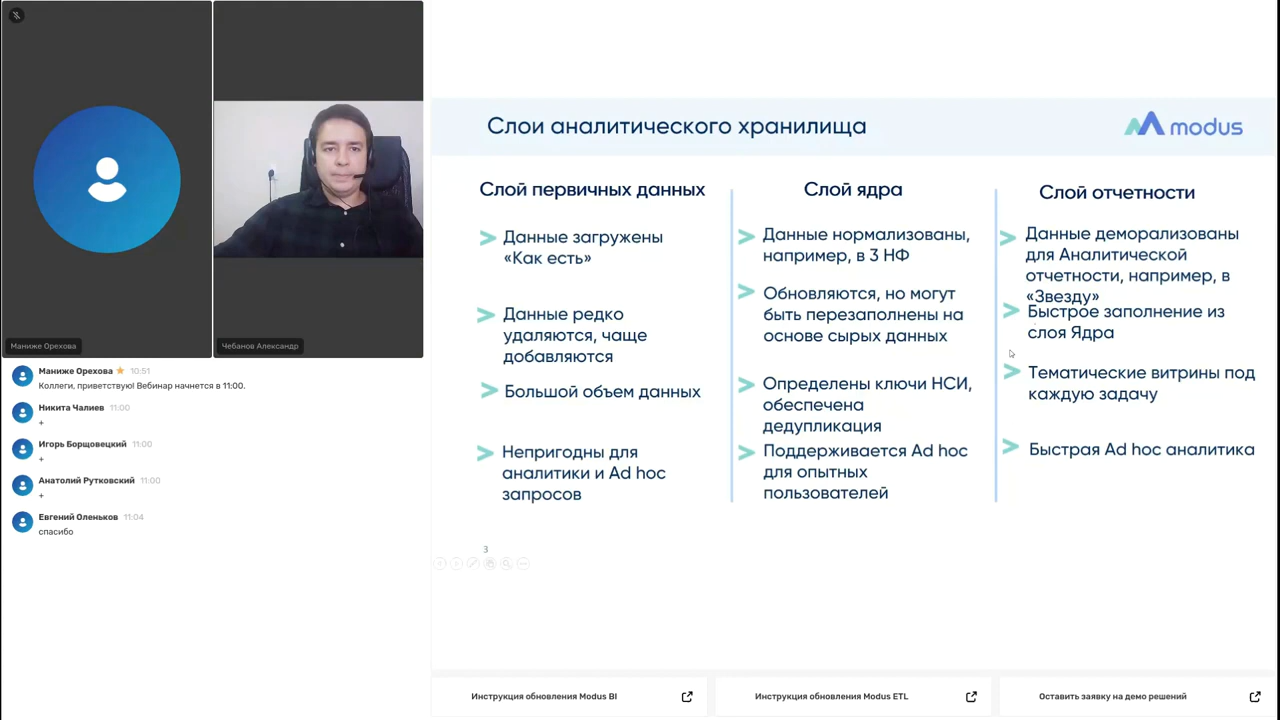 Маниже Орехова
Чебанов Александр
Маниже Орехова 10:51
Коллеги, приветствую! Вебинар начнется в 11:00.
Никита Чалиев 11:00
+
Игорь Борщовецкий 11:00
+
Анатолий Рутковский 11:00
+
Евгений Оленьков 11:04
спасибо
Слои аналитического хранилища
modus
Слой первичных данных
Данные загружены
«Как есть»
Данные редко
удаляются, чаще
добавляются
Большой объем данных
Непригодны для
аналитики и Ad hoc
запросов
Слой ядра
Данные нормализованы,
например, в 3 НФ
Обновляются, но могут
быть перезаполнены на
основе сырых данных
Определены ключи НСИ,
обеспечена
дедупликация
Поддерживается Ad hoc
для опытных
пользователей
Слой отчетности
Данные деморализованы
для Аналитической
отчетности, например, в
«Звезду»
Быстрое заполнение из
слоя Ядра
Тематические витрины под
каждую задачу
Быстрая Ad hoc аналитика
3
Инструкция обновления Modus BI
Инструкция обновления Modus ETL
Оставить заявку на демо решений